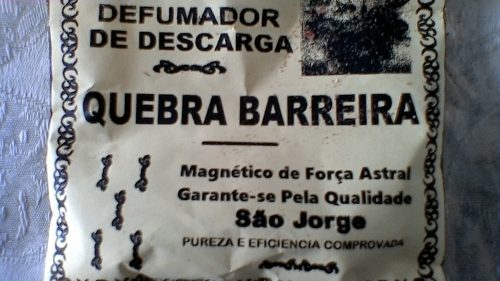 DEFUMADOR
DE DESCARGA
QUEBRA BARREIRA
Magnético de Força Astral
Garante-se Pela Qualidade
São Jorge
PUREZA E EFICIENCIA COMPROVADA